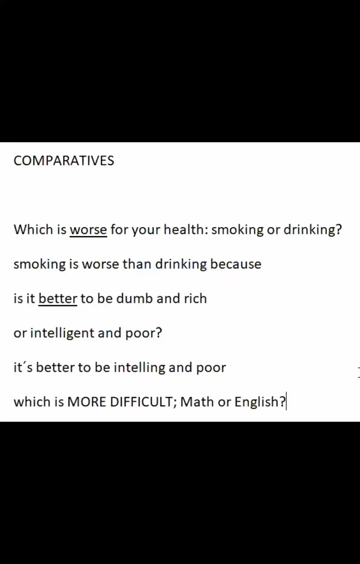 COMPARATIVES
Which is worse for your health: smoking or drinking?
smoking is worse than drinking because
is it better to be dumb and rich
or intelligent and poor?
it´s better to be intelling and poor
which is MORE DIFFICULT; Math or English?